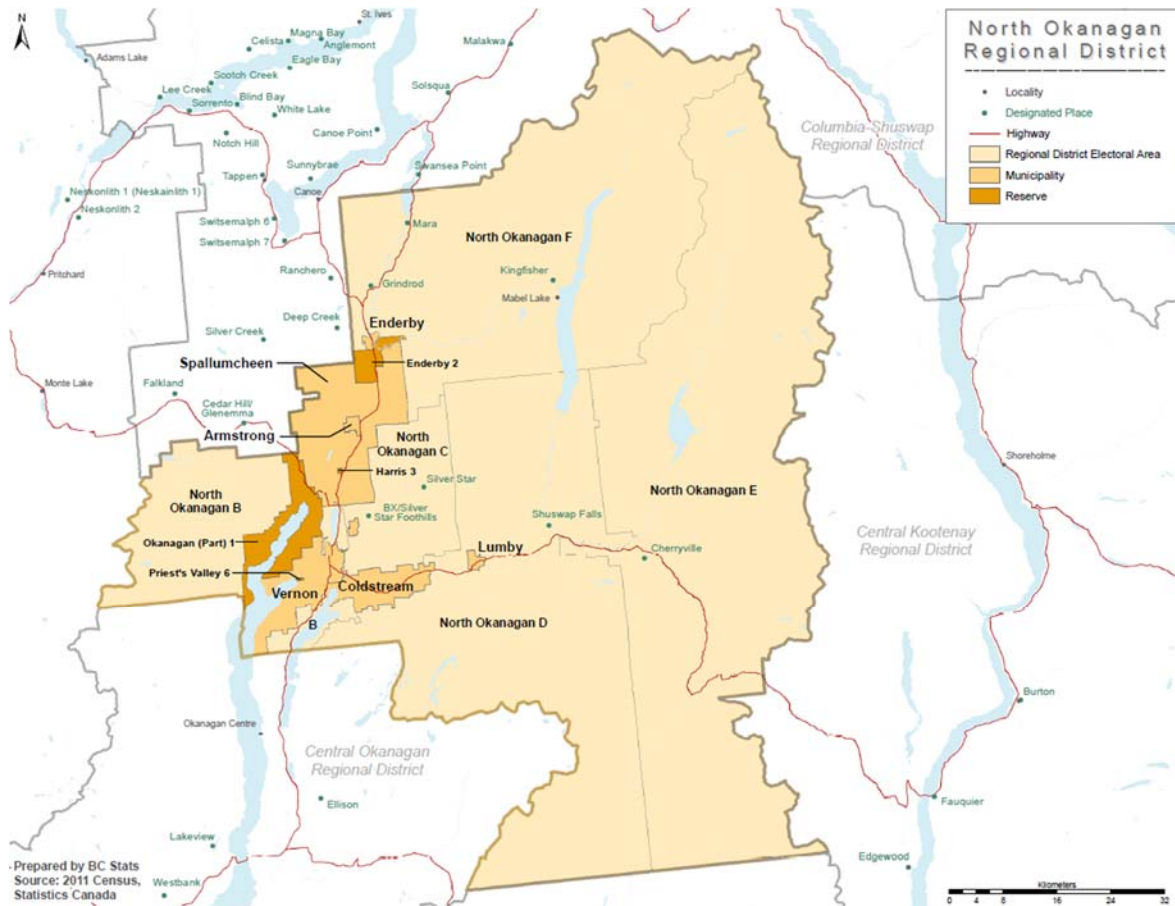 N
North Okanagan
Regional District
Locality
Designated Place
Highway
Regional District Electoral Area
Municipality
Reserve
St. Ives
Magna Bay
Celista
Anglemont
Malakwa
Adams Lake
Eagle Bay
Scotch Creek
Solsqua
Lee Creek
Blind Bay
Sorrento
White Lake
Canoe Point
Notch Hill
Columbia-Shuswap
Regional District
Sunnybrae
Swansea Point
Tappen
Canoe
Neskonlith 1 (Neskainlith 1)
Neskonlith 2
Switsemalph 6
Mara
Switsemalph 7
North Okanagan F
Pritchard
Ranchero
Kingfisher
Grindrod
Mabel Lake
Deep Creek
Enderby
Silver Creek
Spallumcheen
Enderby 2
Monte Lake
Falkland
Cedar Hill/
Glenemma
Armstrong
North
Okanagan C
Harris 3
Shoreholme
North
Okanagan B
Silver Star
North Okanagan E
BX/Silver
Star Foothills
Shuswap Falls
Central Kootenay
Regional District
Okanagan (Part) 1
Lumby
Cherryville
Priest's Valley 6
Vernon
Coldstream
B
North Okanagan D
Burton
Okanagan Centre
Central Okanagan
Regional District
Ellison
Fauquier
Lakeview
Edgewood
Westbank
Prepared by BC Stats
Source: 2011 Census,
Statistics Canada
Kilometers
0 4 8 16 24 32